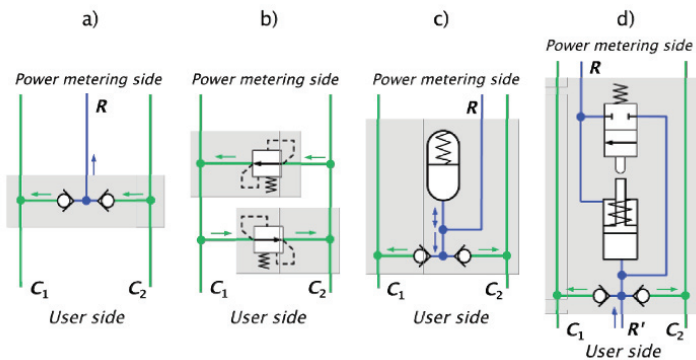 a)
Power metering side
R
C1
C2
User side
b)
Power metering side
C1
C2
User side
c)
Power metering side
R
C1
C2
User side
d)
Power metering side
R
C1
R'
C2
User side